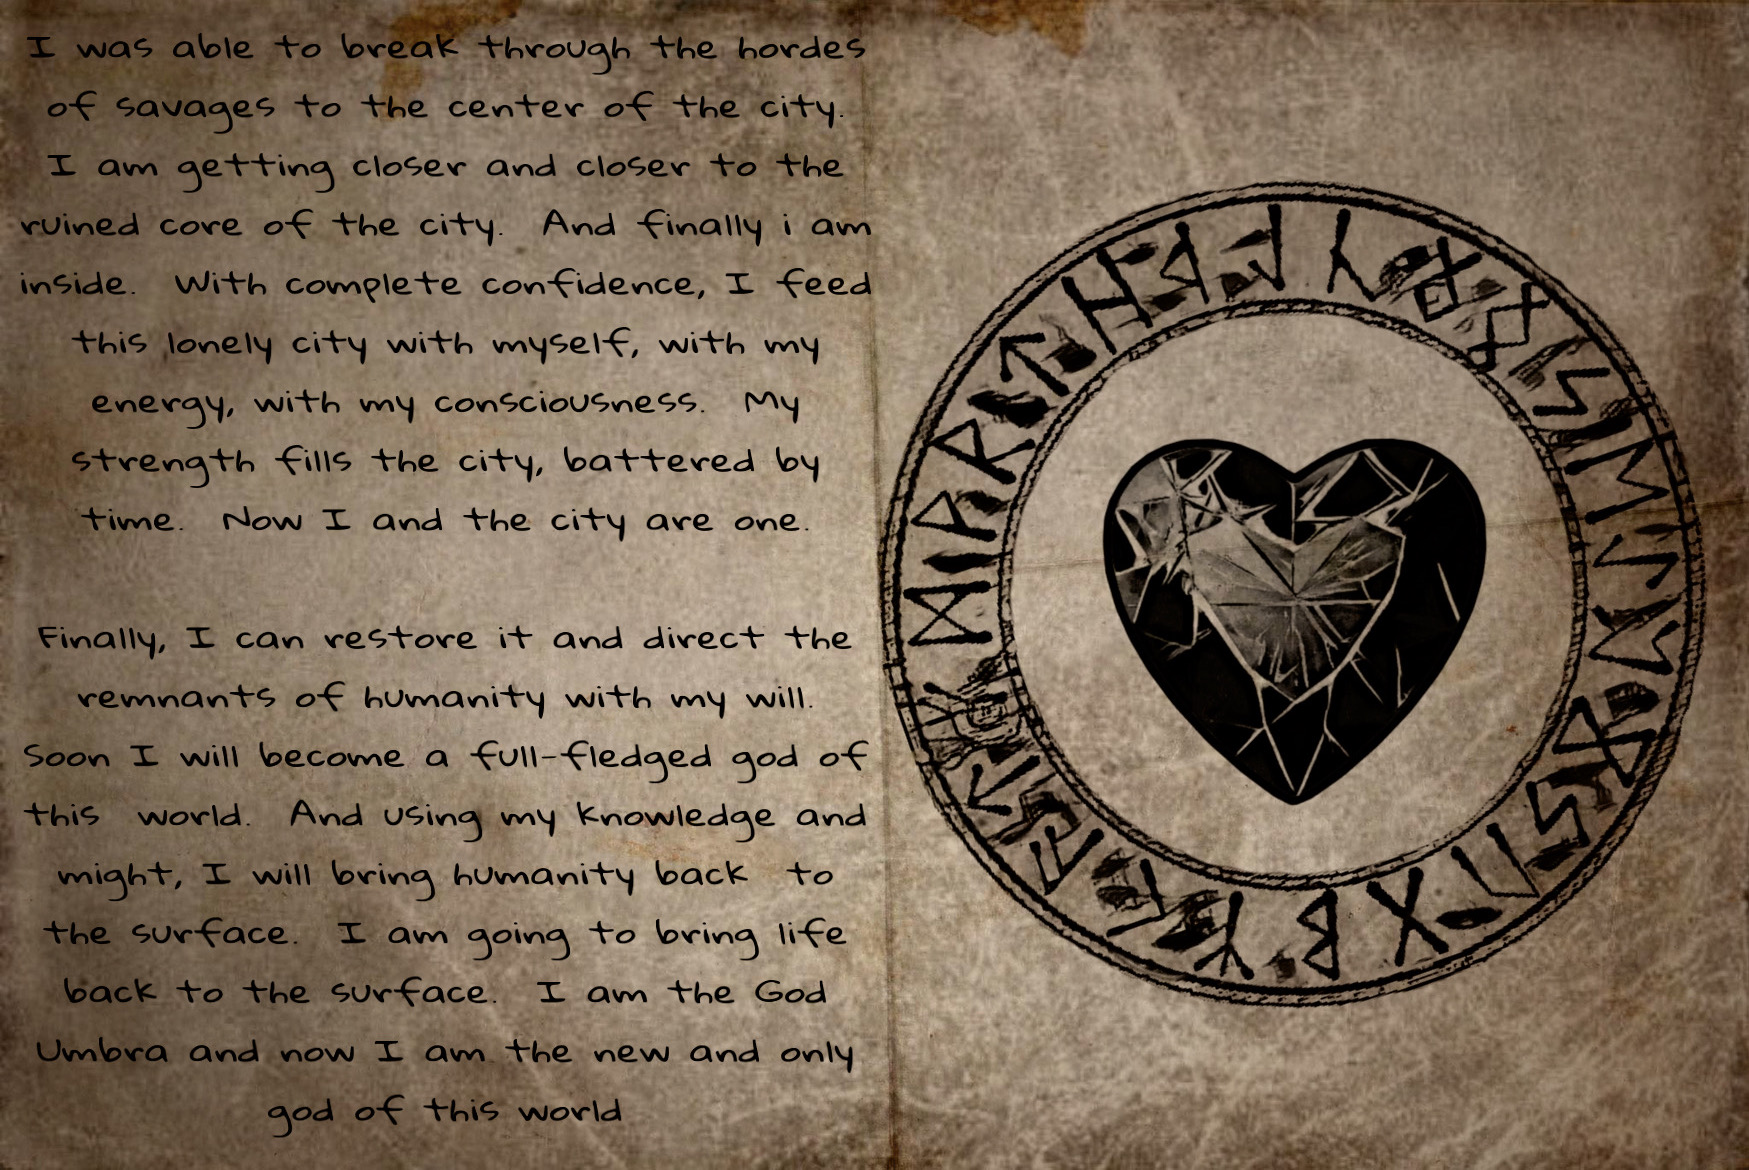 I was able to break through the hordes
of savages to the center of the city.
I am getting closer and closer to the
ruined core of the city. And finally i am
inside. With complete confidence, I feed
this lonely city with myself, with my
energy, with my consciousness. My
strength fills the city, battered by
time. Now I and the city are one.
Finally, I can restore it and direct the
remnants of humanity with my will.
Soon I will become a full-fledged god of
this world. And using my knowledge and
might, I will bring humanity back to
the surface. I am going to bring life
back to the surface. I am the God
Umbra and now I am the new and only
god of this world